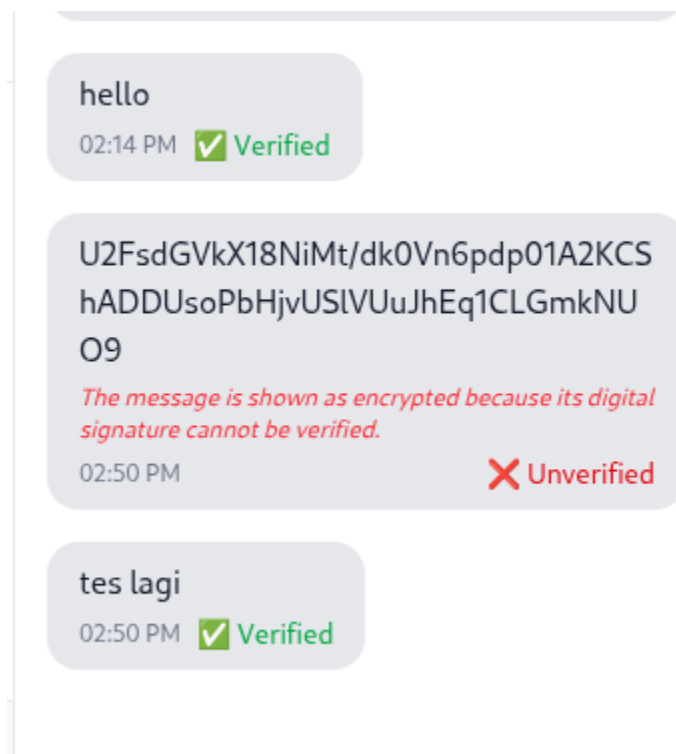 hello
02:14 PM ✅ Verified
U2FsdGVkX18NiMt/dk0Vn6pdp01A2KCS
hADDUsoPbHjvUSlVUuJhEq1CLGmkNU
O9
The message is shown as encrypted because its digital
signature cannot be verified.
02:50 PM ❌ Unverified
tes lagi
02:50 PM ✅ Verified